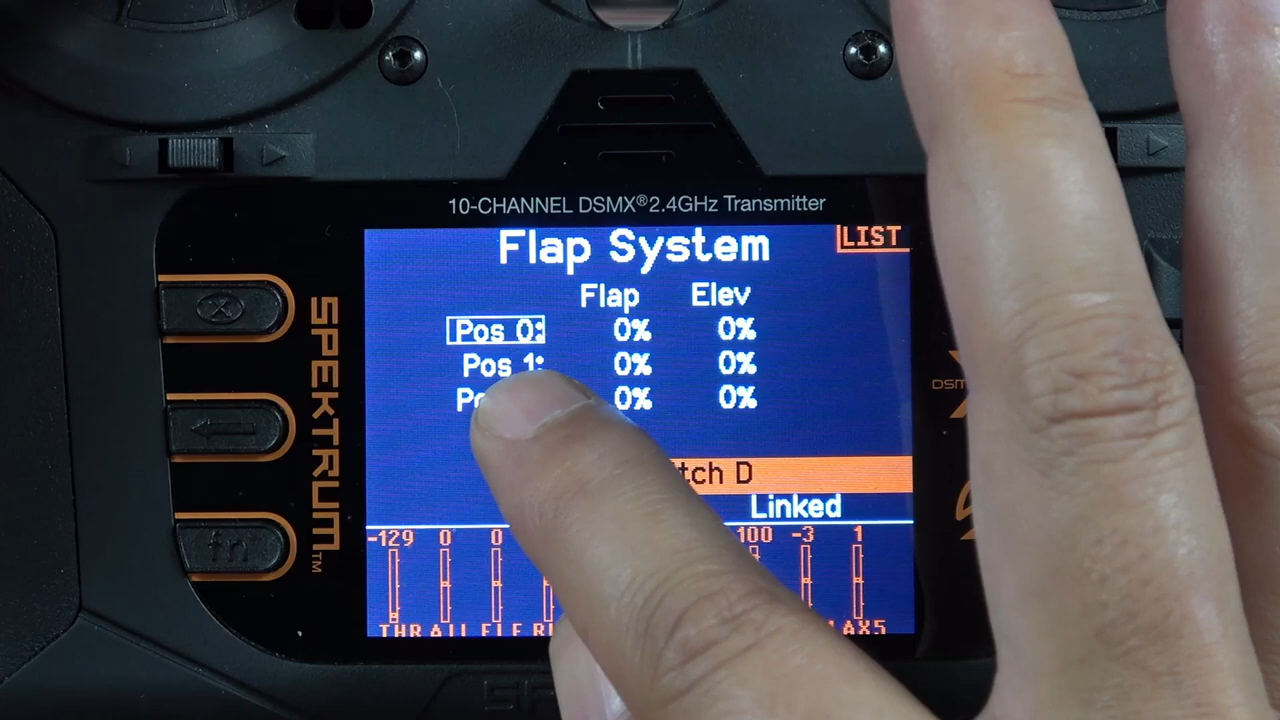 10-CHANNEL DSMX® 2.4GHz Transmitter
Flap System
LIST
Flap Elev
Pos 0: 0% 0%
Pos 1: 0% 0%
0% 0%
tch D
Linked
-129 0 0 100 -3 1
THR AIL ELE AX5
SPEKTRUM™
fn